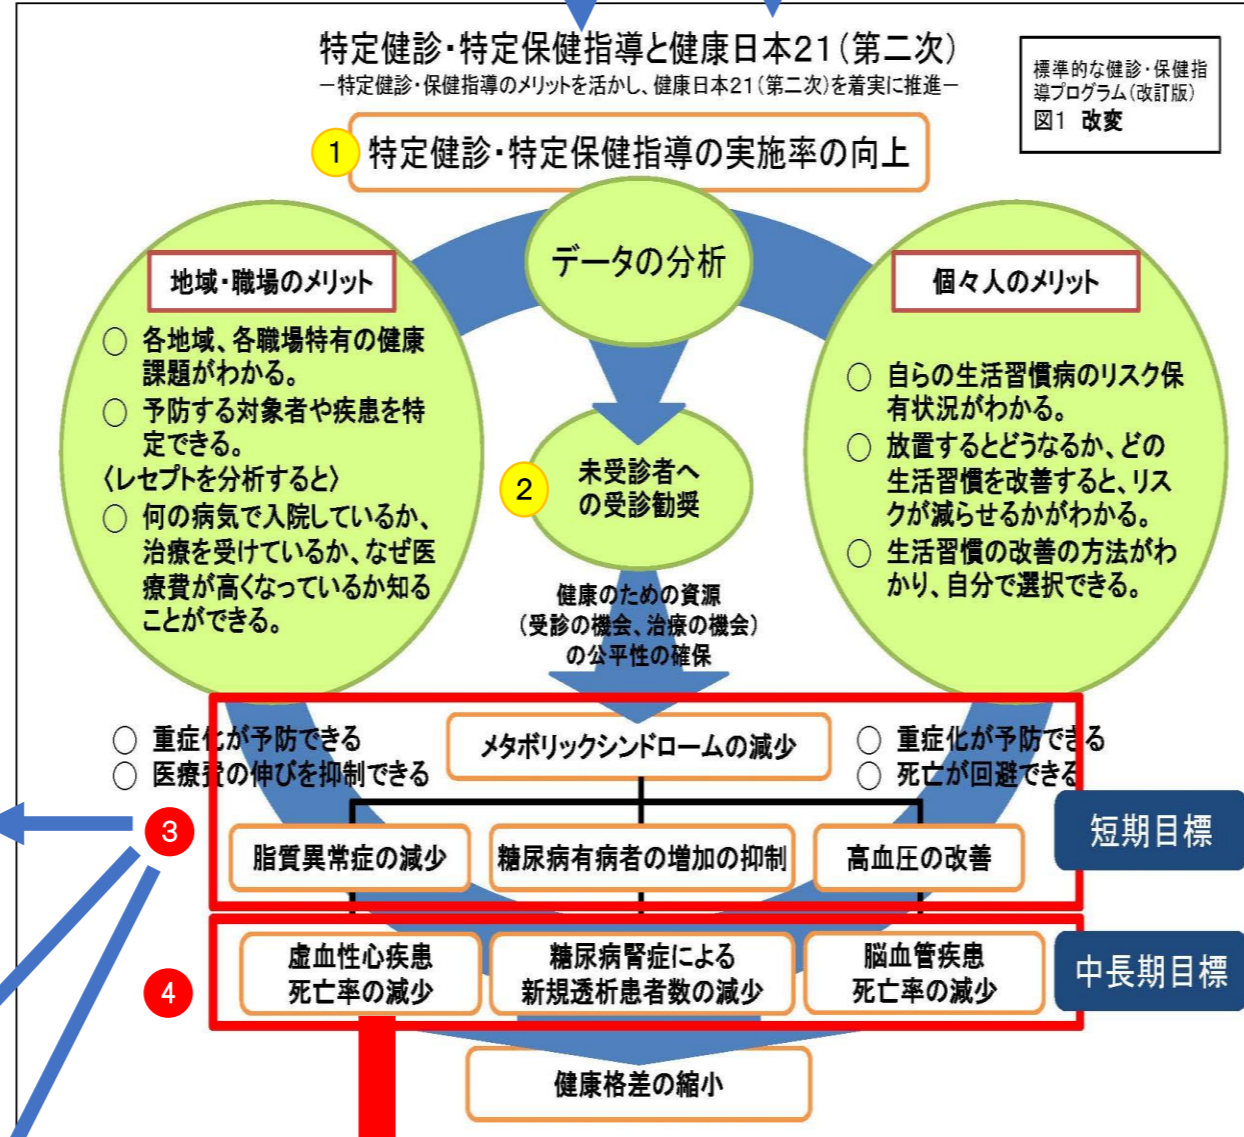 特定健診・特定保健指導と健康日本21(第二次)
－特定健診・保健指導のメリットを活かし、健康日本21(第二次)を着実に推進－
標準的な健診・保健指
導プログラム(改訂版)
図1 改変
1
特定健診・特定保健指導の実施率の向上
データの分析
地域・職場のメリット
○ 各地域、各職場特有の健康
課題がわかる。
○ 予防する対象者や疾患を特
定できる。
〈レセプトを分析すると〉
○ 何の病気で入院しているか、
治療を受けているか、なぜ医
療費が高くなっているか知る
ことができる。
個々人のメリット
○ 自らの生活習慣病のリスク保
有状況がわかる。
○ 放置するとどうなるか、どの
生活習慣を改善すると、リス
クが減らせるかがわかる。
○ 生活習慣の改善の方法がわ
かり、自分で選択できる。
2
未受診者へ
の受診勧奨
健康のための資源
(受診の機会、治療の機会)
の公平性の確保
○ 重症化が予防できる
○ 医療費の伸びを抑制できる
メタボリックシンドロームの減少
○ 重症化が予防できる
○ 死亡が回避できる
3
脂質異常症の減少
糖尿病有病者の増加の抑制
高血圧の改善
短期目標
4
虚血性心疾患
死亡率の減少
糖尿病腎症による
新規透析患者数の減少
脳血管疾患
死亡率の減少
中長期目標
健康格差の縮小